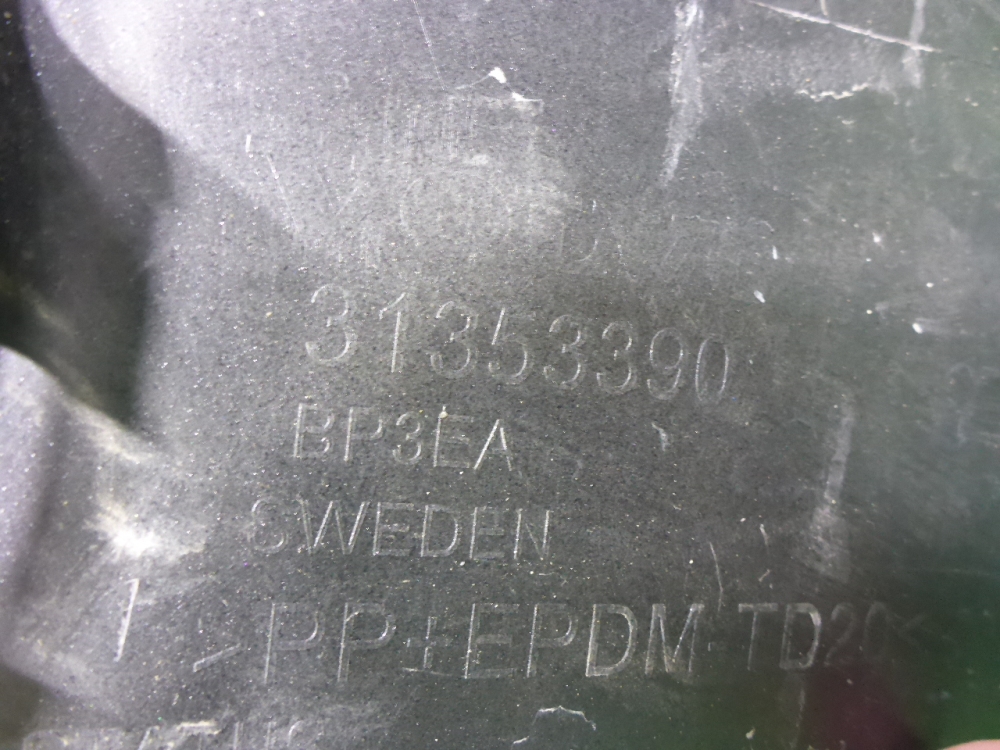 31353390
BP3EA
SWEDEN
>PP+EPDM-TD20<